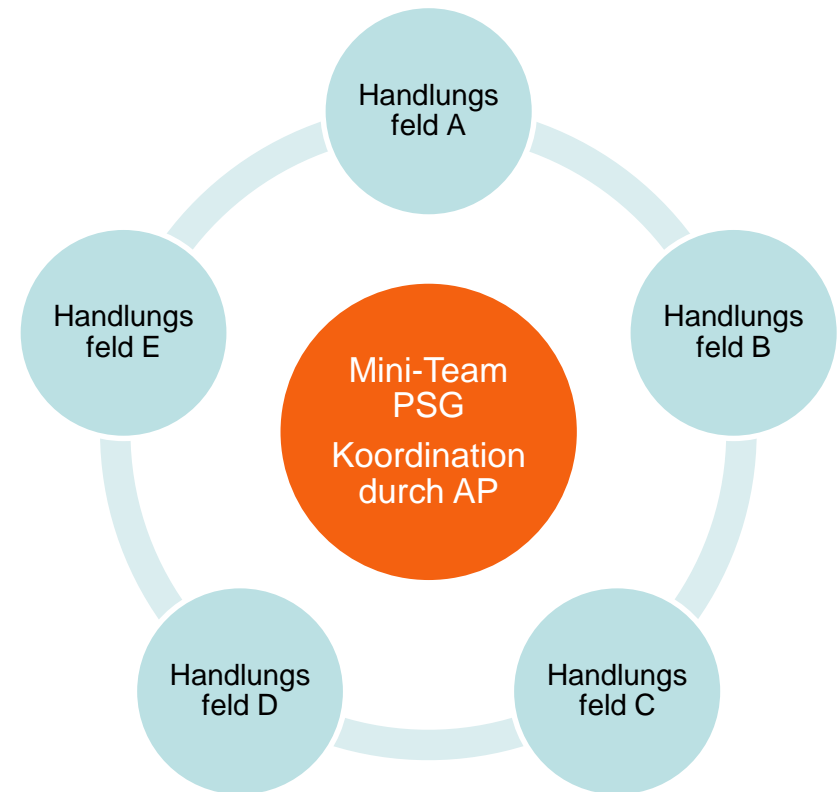 Handlungs
feld A
Handlungs
feld E
Handlungs
feld B
Mini-Team
PSG
Koordination
durch AP
Handlungs
feld D
Handlungs
feld C